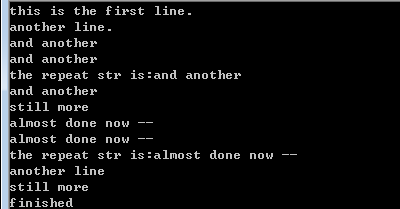 this is the first line.
another line.
and another
and another
the repeat str is:and another
and another
still more
almost done now --
almost done now --
the repeat str is:almost done now --
another line
still more
finished